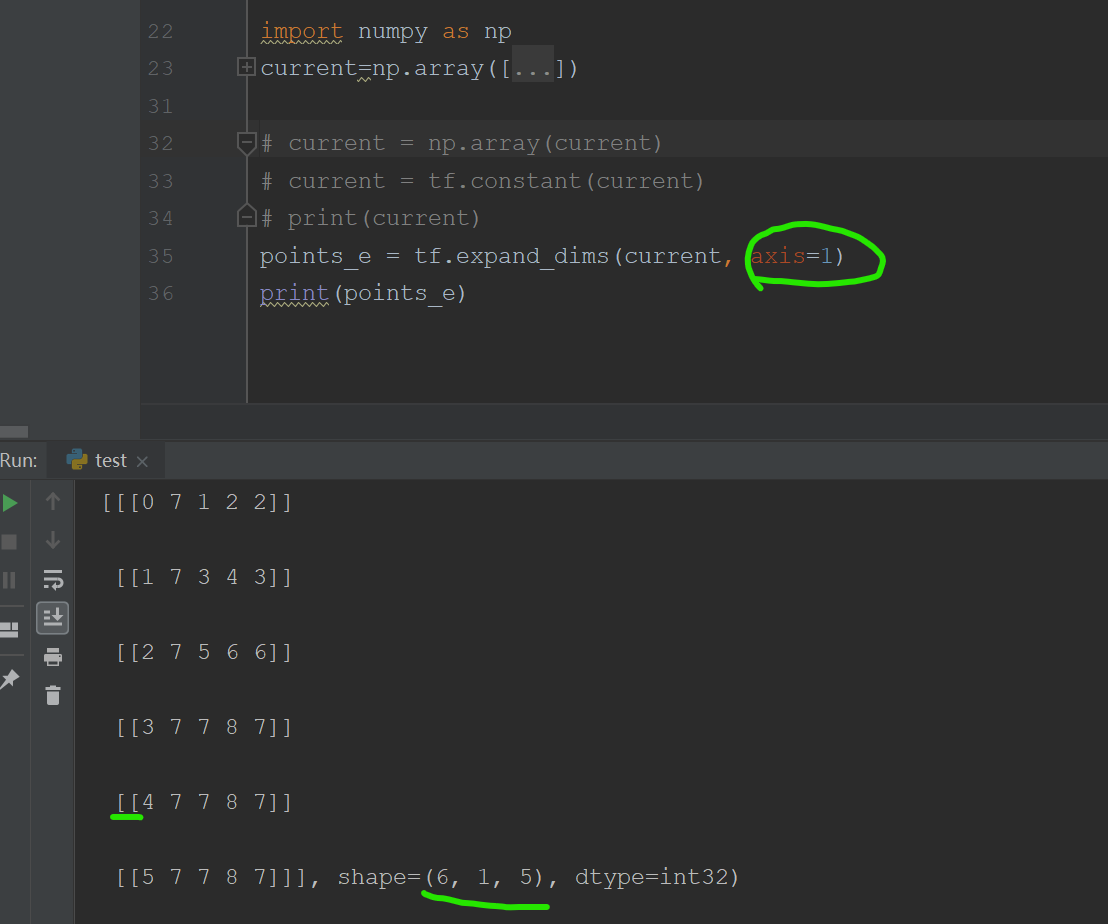 22 import numpy as np
23 current=np.array([...])
31
32 # current = np.array(current)
33 # current = tf.constant(current)
34 # print(current)
35 points_e = tf.expand_dims(current, axis=1)
36 print(points_e)
Run: test
[[[0 7 1 2 2]]
[[1 7 3 4 3]]
[[2 7 5 6 6]]
[[3 7 7 8 7]]
[[4 7 7 8 7]]
[[5 7 7 8 7]]], shape=(6, 1, 5), dtype=int32)